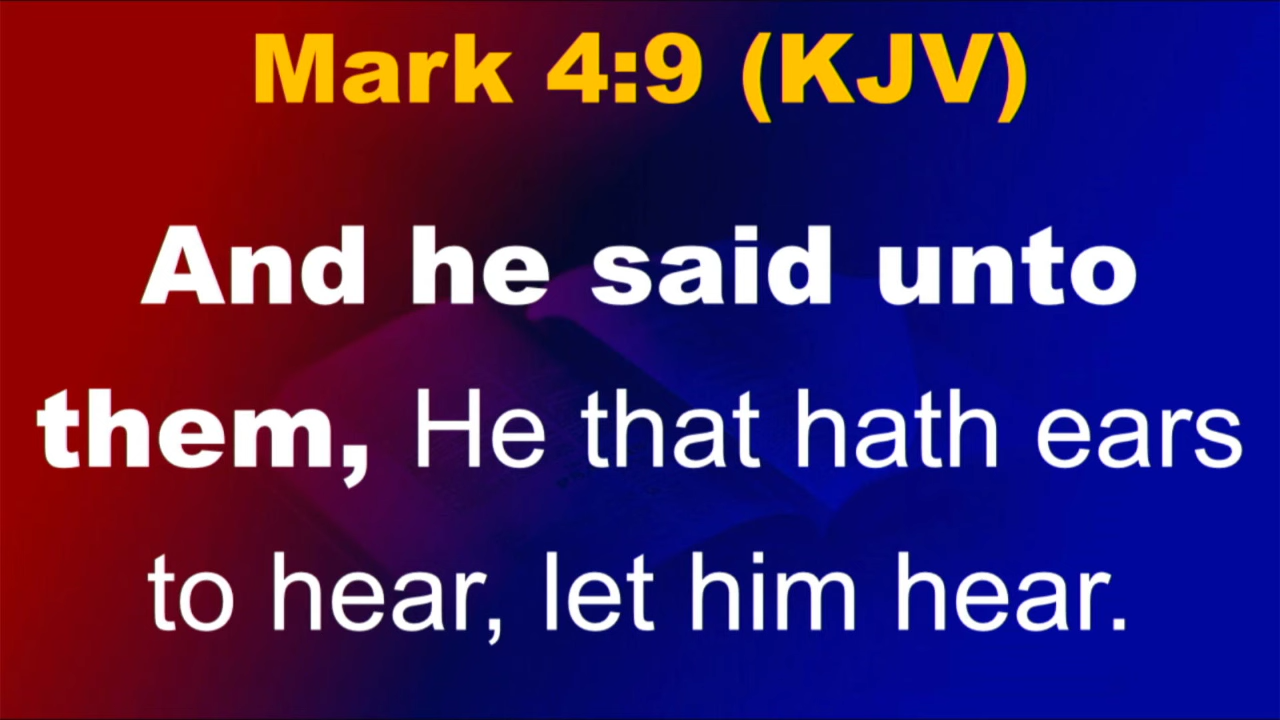 Mark 4:9 (KJV)
And he said unto
them, He that hath ears
to hear, let him hear.